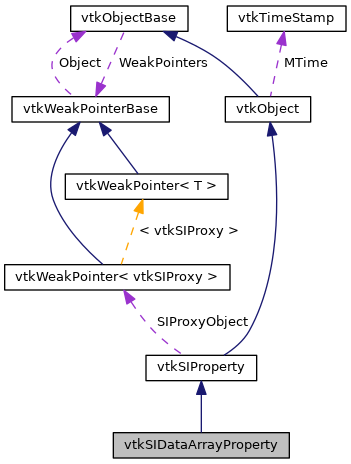 vtkObjectBase
vtkTimeStamp
Object
WeakPointers
MTime
vtkWeakPointerBase
vtkObject
vtkWeakPointer< T >
< vtkSIProxy >
vtkWeakPointer< vtkSIProxy >
SIProxyObject
vtkSIProperty
vtkSIDataArrayProperty